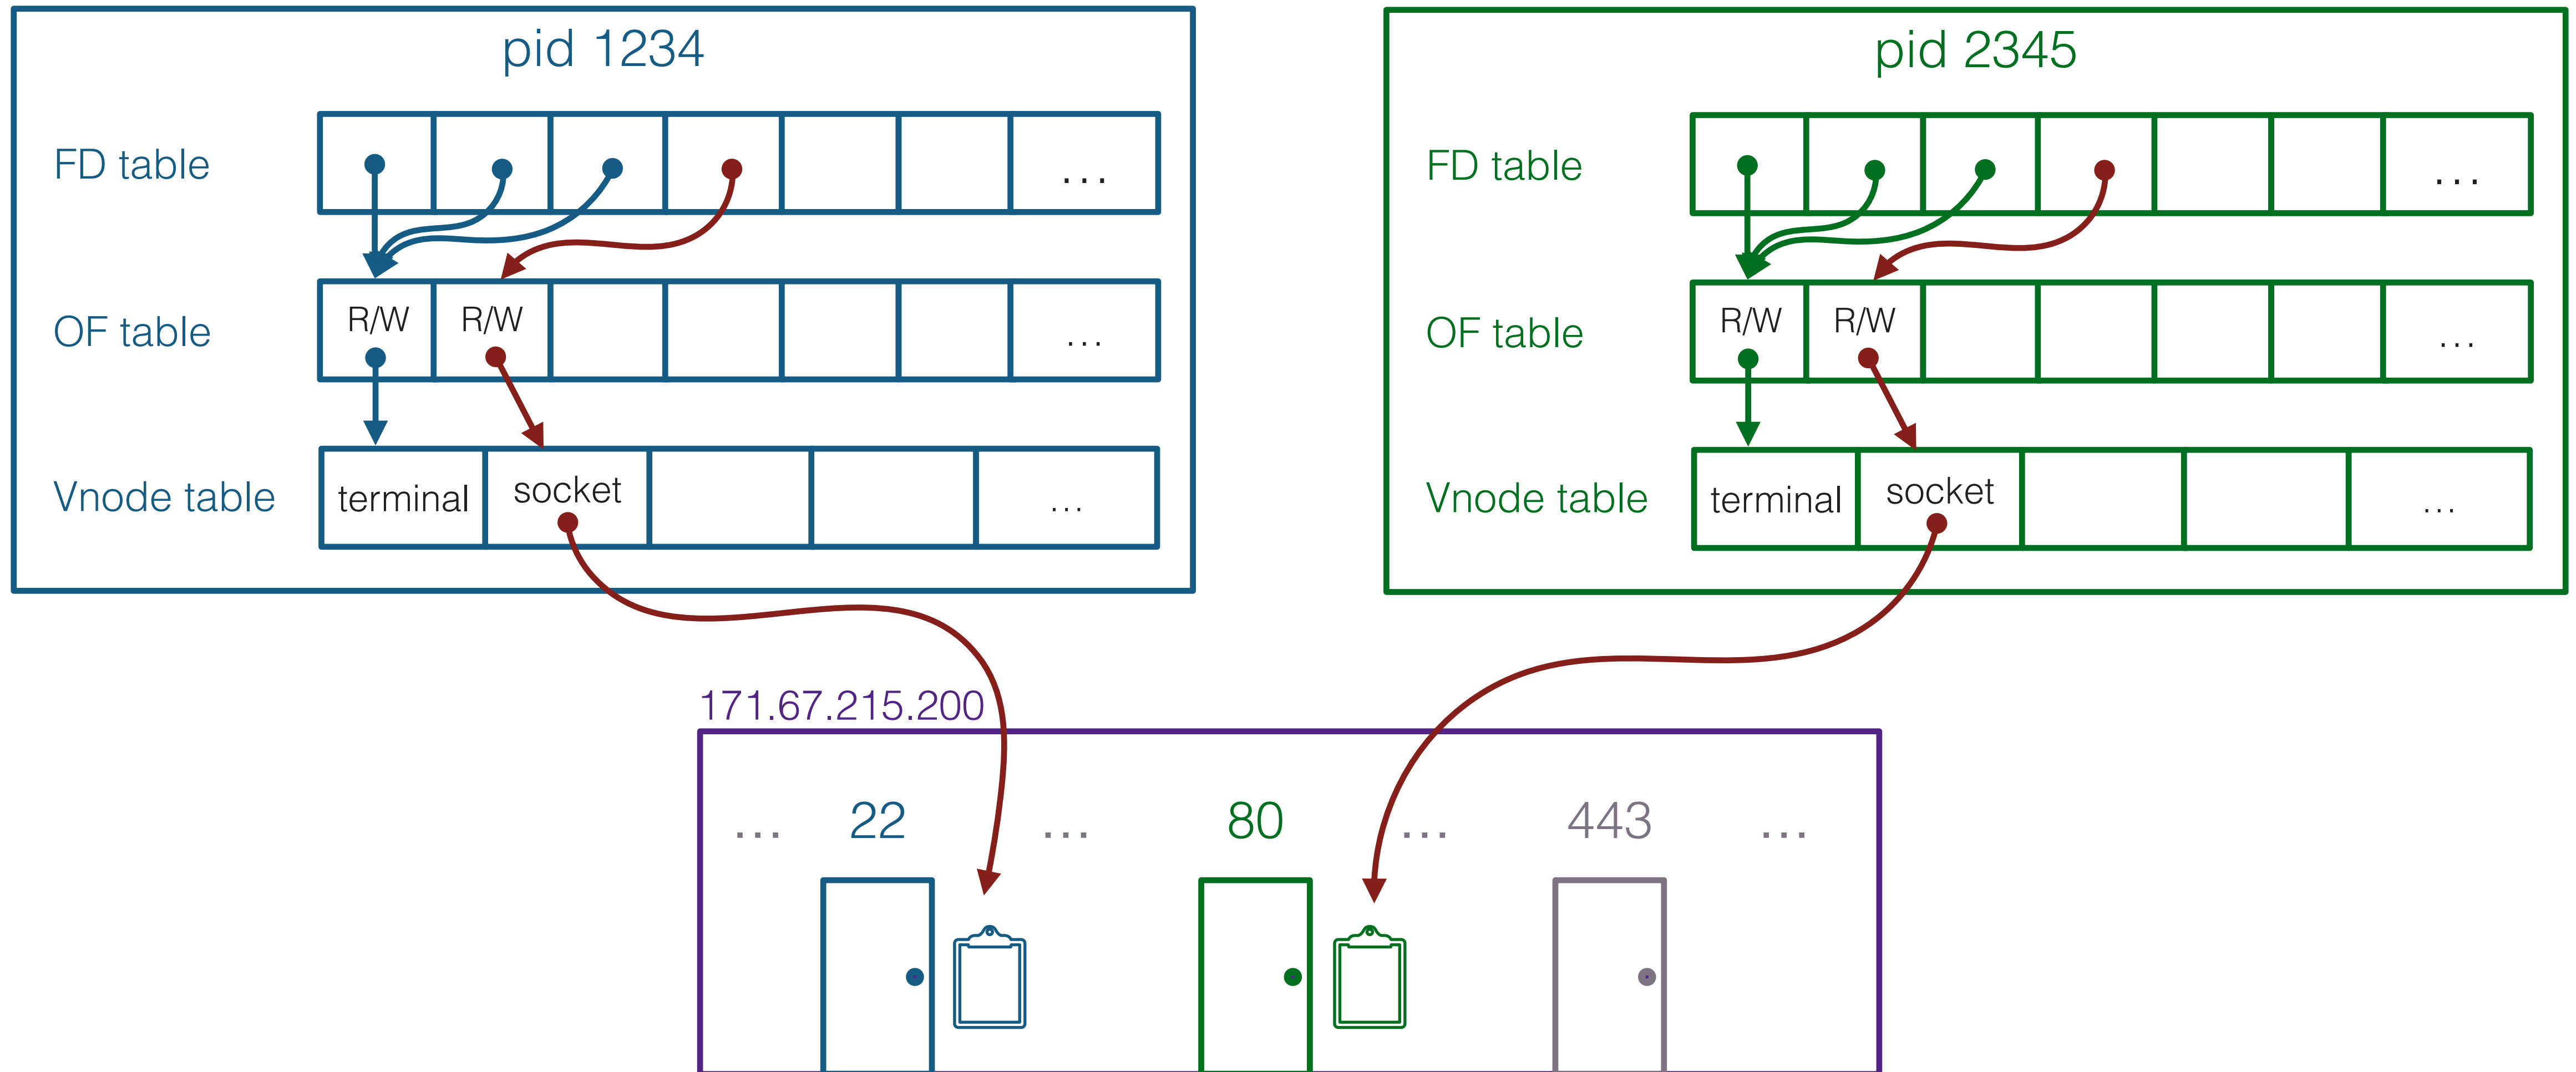 pid 1234
FD table
...
OF table
R/W R/W
...
Vnode table
terminal socket
...
pid 2345
FD table
...
OF table
R/W R/W
...
Vnode table
terminal socket
...
171.67.215.200
... 22 ... 80 ... 443 ...